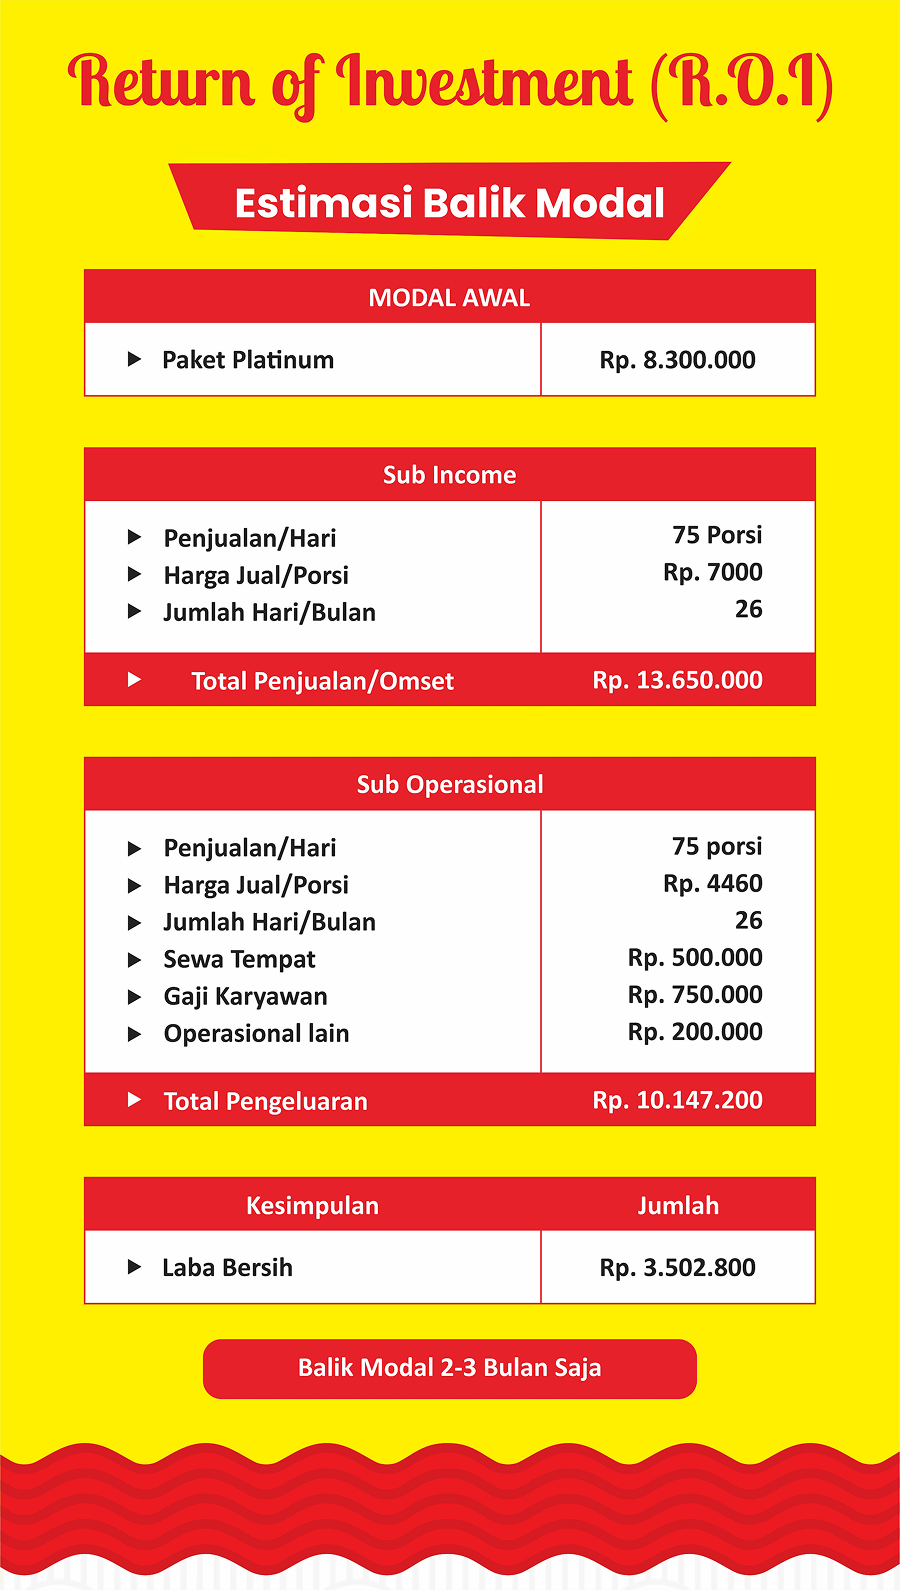 Return of Investment (R.O.I)
Estimasi Balik Modal
MODAL AWAL
Paket Platinum Rp. 8.300.000
Sub Income
Penjualan/Hari 75 Porsi
Harga Jual/Porsi Rp. 7000
Jumlah Hari/Bulan 26
Total Penjualan/Omset Rp. 13.650.000
Sub Operasional
Penjualan/Hari 75 porsi
Harga Jual/Porsi Rp. 4460
Jumlah Hari/Bulan 26
Sewa Tempat Rp. 500.000
Gaji Karyawan Rp. 750.000
Operasional lain Rp. 200.000
Total Pengeluaran Rp. 10.147.200
Kesimpulan Jumlah
Laba Bersih Rp. 3.502.800
Balik Modal 2-3 Bulan Saja